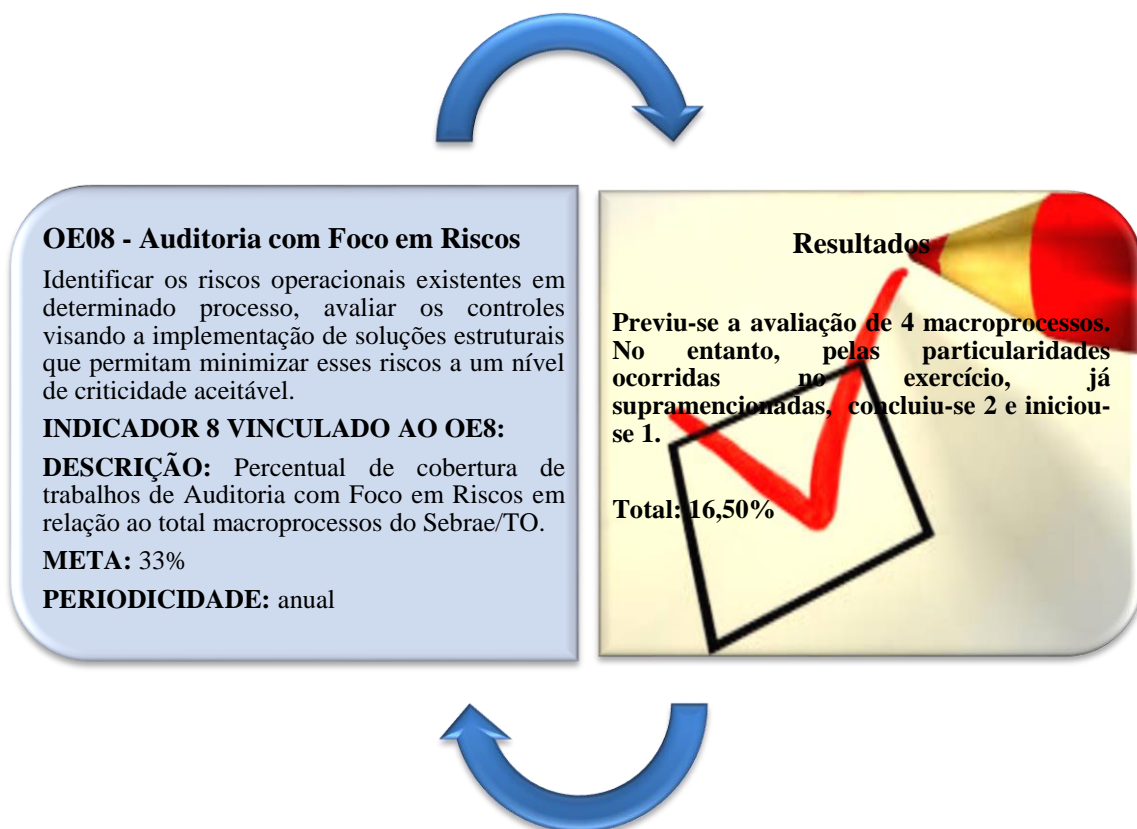 OE08 - Auditoria com Foco em Riscos
Identificar os riscos operacionais existentes em
determinado processo, avaliar os controles
visando a implementação de soluções estruturais
que permitam minimizar esses riscos a um nível
de criticidade aceitável.
INDICADOR 8 VINCULADO AO OE8:
DESCRIÇÃO: Percentual de cobertura de
trabalhos de Auditoria com Foco em Riscos em
relação ao total macroprocessos do Sebrae/TO.
META: 33%
PERIODICIDADE: anual
Resultados
Previu-se a avaliação de 4 macroprocessos.
No entanto, pelas particularidades
ocorridas no exercício, já
supramencionadas, concluiu-se 2 e iniciou-
se 1.
Total: 16,50%